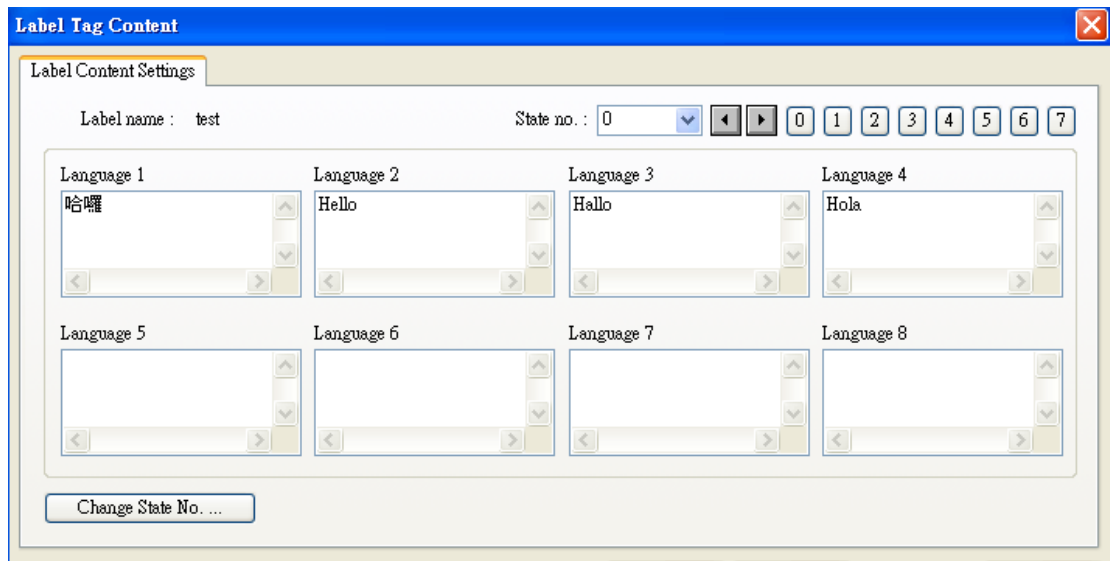 Label Tag Content
Label Content Settings
Label name : test State no. : 0 0 1 2 3 4 5 6 7
Language 1 Language 2 Language 3 Language 4
哈囉 Hello Hallo Hola
Language 5 Language 6 Language 7 Language 8
Change State No. ...